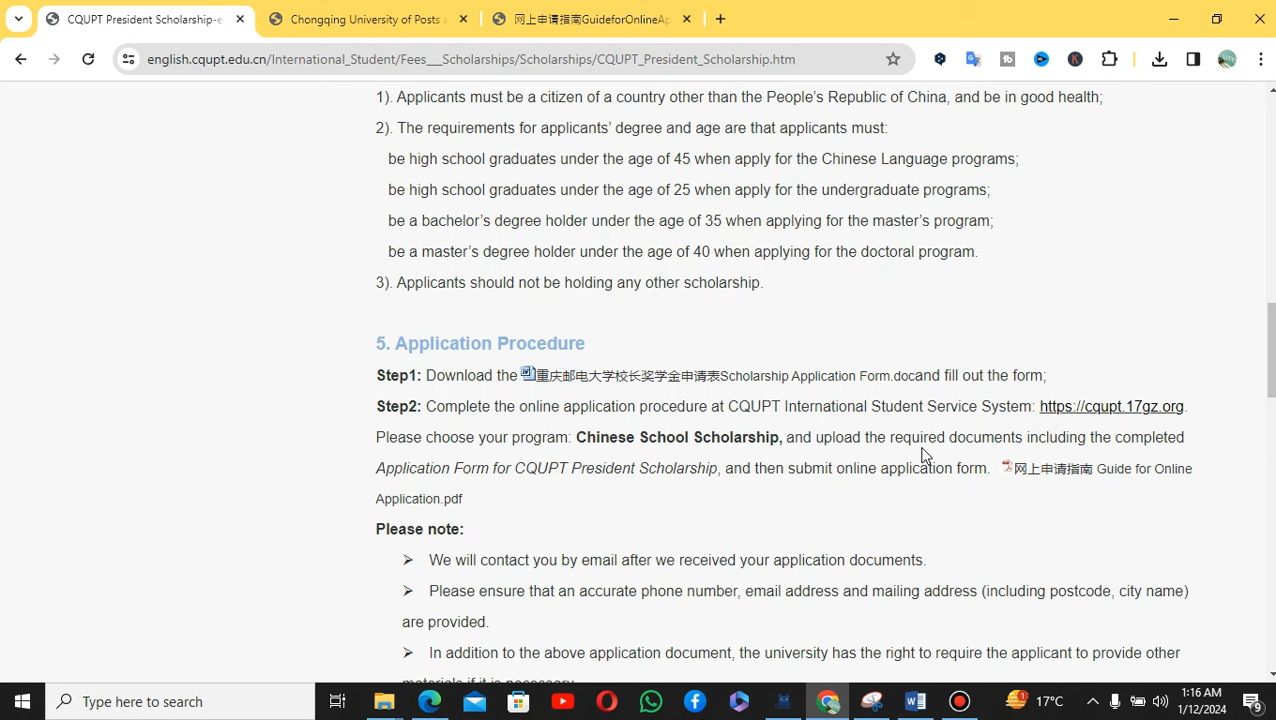 CQUPT President Scholarship-e
Chongqing University of Posts a
网上申请指南GuideforOnlineAp
english.cqupt.edu.cn/International_Student/Fees___Scholarships/Scholarships/CQUPT_President_Scholarship.htm
1). Applicants must be a citizen of a country other than the People’s Republic of China, and be in good health;
2). The requirements for applicants’ degree and age are that applicants must:
be high school graduates under the age of 45 when apply for the Chinese Language programs;
be high school graduates under the age of 25 when apply for the undergraduate programs;
be a bachelor’s degree holder under the age of 35 when applying for the master’s program;
be a master’s degree holder under the age of 40 when applying for the doctoral program.
3). Applicants should not be holding any other scholarship.
5. Application Procedure
Step1: Download the 重庆邮电大学校长奖学金申请表Scholarship Application Form.docand fill out the form;
Step2: Complete the online application procedure at CQUPT International Student Service System: https://cqupt.17gz.org.
Please choose your program: Chinese School Scholarship, and upload the required documents including the completed
Application Form for CQUPT President Scholarship, and then submit online application form. 网上申请指南 Guide for Online
Application.pdf
Please note:
➢ We will contact you by email after we received your application documents.
➢ Please ensure that an accurate phone number, email address and mailing address (including postcode, city name)
are provided.
➢ In addition to the above application document, the university has the right to require the applicant to provide other
materials if it is necessary.
Type here to search
17°C
1:16 AM
1/12/2024
9